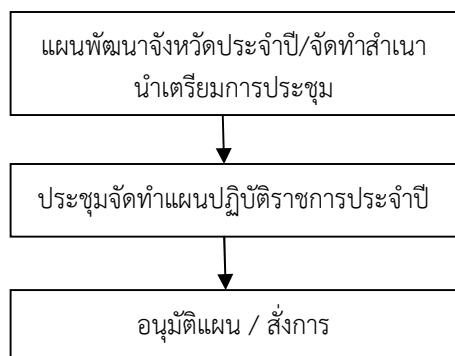 แผนพัฒนาจังหวัดประจำปี/จัดทำสำเนา
นำเตรียมการประชุม
ประชุมจัดทำแผนปฏิบัติราชการประจำปี
อนุมัติแผน / สั่งการ